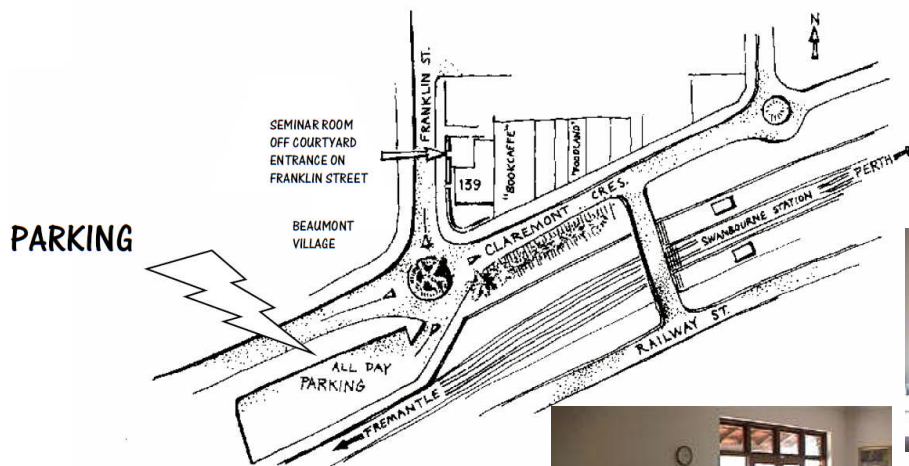 N
FRANKLIN ST.
SEMINAR ROOM
OFF COURTYARD
ENTRANCE ON
FRANKLIN STREET
"BOOKCAFFE"
"FOODLAND"
139
PERTH
BEAUMONT
VILLAGE
CLAREMONT CRES.
SWANBOURNE STATION
PARKING
RAILWAY ST.
ALL DAY
PARKING
FREMANTLE